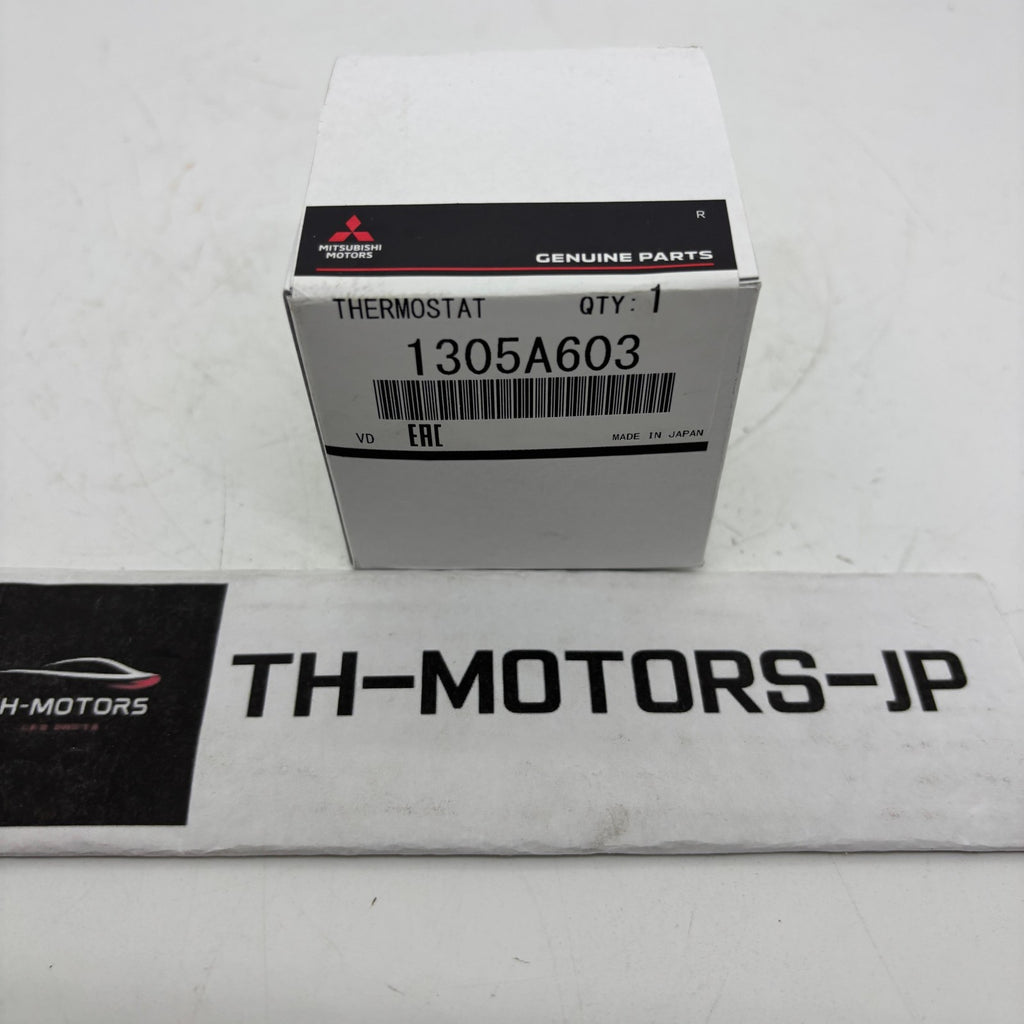 R
MITSUBISHI
MOTORS
GENUINE PARTS
THERMOSTAT QTY: 1
1305A603
VD EAC MADE IN JAPAN
TH-MOTORS-JP
H-MOTORS